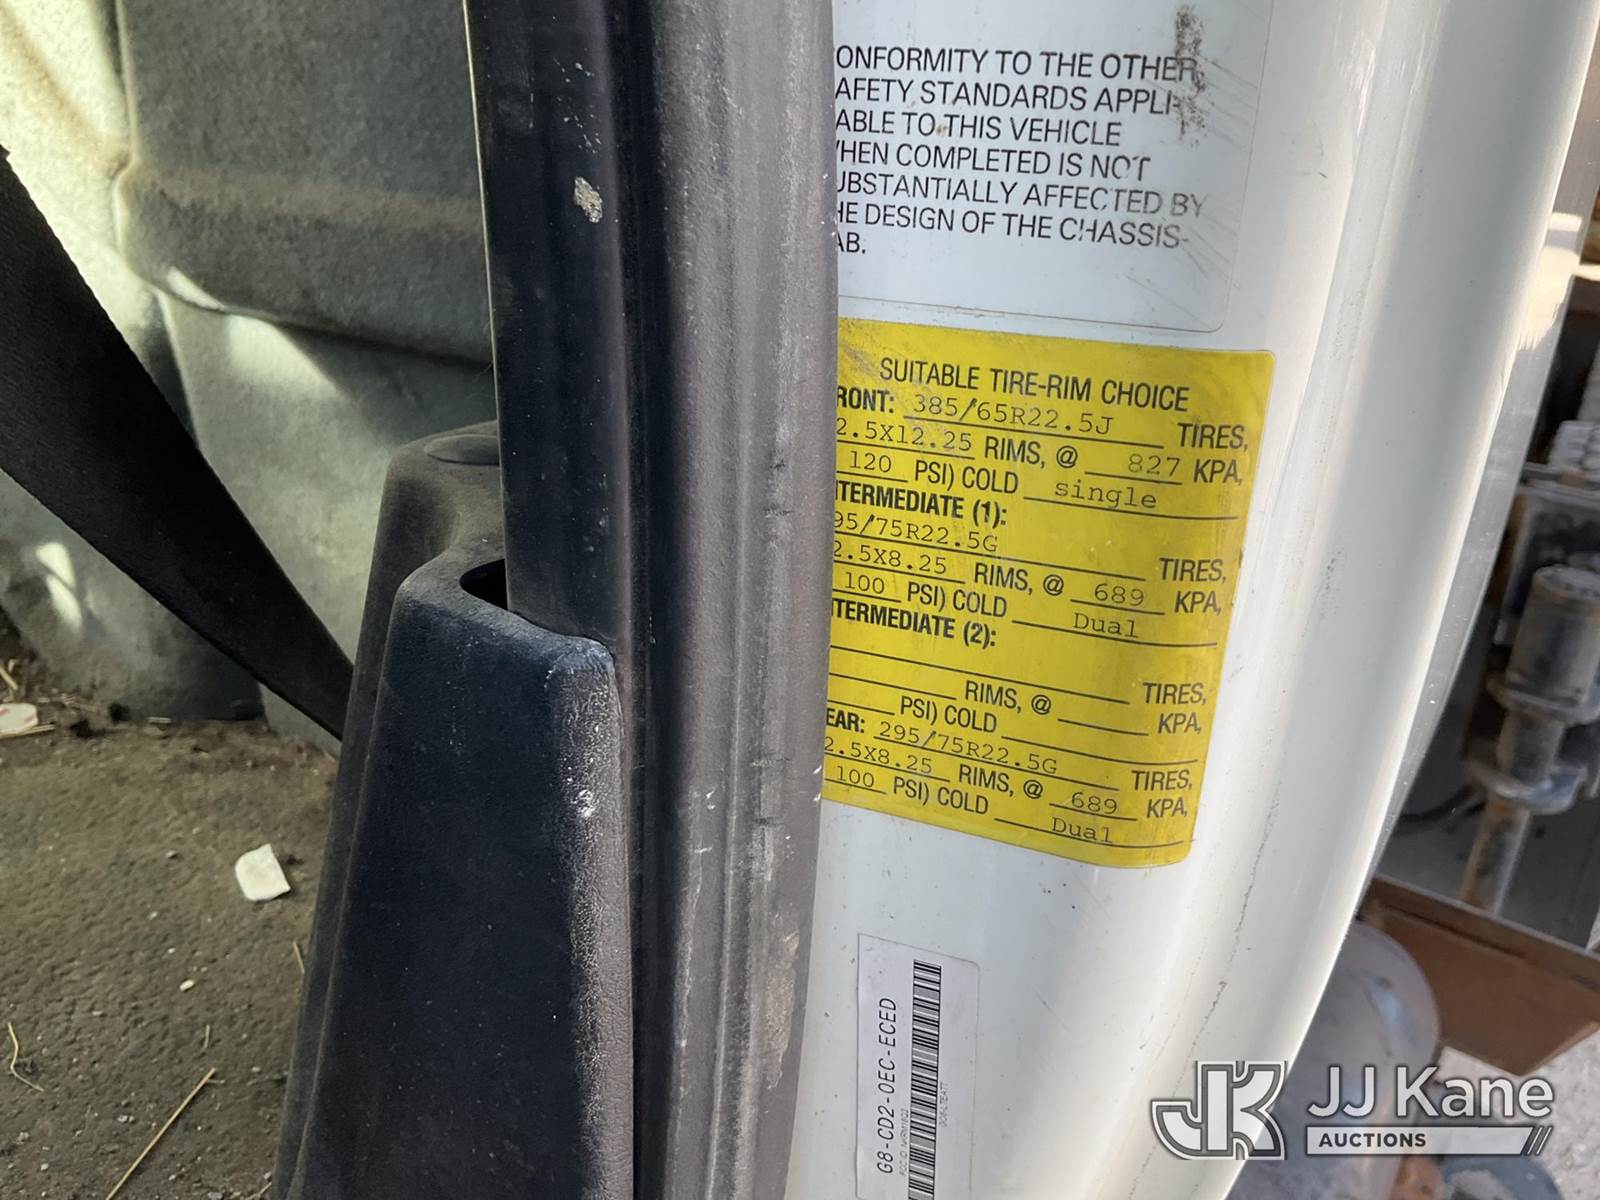 ONFORMITY TO THE OTHER
AFETY STANDARDS APPLI-
ABLE TO THIS VEHICLE
HEN COMPLETED IS NOT
UBSTANTIALLY AFFECTED BY
HE DESIGN OF THE CHASSIS-
AB.
SUITABLE TIRE-RIM CHOICE
RONT: 385/65R22.5J TIRES,
2.5X12.25 RIMS, @ 827 KPA,
120 PSI) COLD single
TERMEDIATE (1):
95/75R22.5G TIRES,
2.5X8.25 RIMS, @ 689 KPA,
100 PSI) COLD Dual
TERMEDIATE (2):
TIRES,
RIMS, @ KPA,
PSI) COLD
EAR: 295/75R22.5G TIRES,
2.5X8.25 RIMS, @ 689 KPA,
100 PSI) COLD Dual
G8-CD2-0EC-ECED
JJ Kane
AUCTIONS